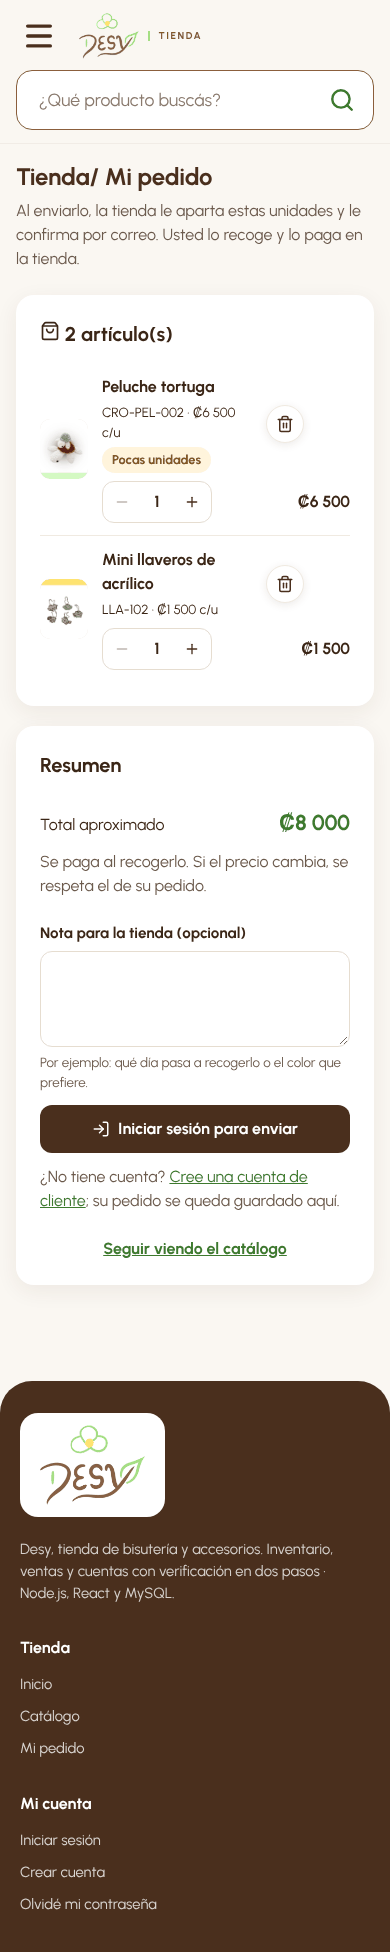 DESY
TIENDA
¿Qué producto buscás?
Tienda/ Mi pedido
Al enviarlo, la tienda le aparta estas unidades y le
confirma por correo. Usted lo recoge y lo paga en
la tienda.
2 artículo(s)
Peluche tortuga
CRO-PEL-002 · ₡6 500
c/u
Pocas unidades
1
₡6 500
Mini llaveros de
acrílico
LLA-102 · ₡1 500 c/u
1
₡1 500
Resumen
Total aproximado
₡8 000
Se paga al recogerlo. Si el precio cambia, se
respeta el de su pedido.
Nota para la tienda (opcional)
Por ejemplo: qué día pasa a recogerlo o el color que
prefiere.
Iniciar sesión para enviar
¿No tiene cuenta? Cree una cuenta de
cliente; su pedido se queda guardado aquí.
Seguir viendo el catálogo
DESY
Desy, tienda de bisutería y accesorios. Inventario,
ventas y cuentas con verificación en dos pasos ·
Node.js, React y MySQL.
Tienda
Inicio
Catálogo
Mi pedido
Mi cuenta
Iniciar sesión
Crear cuenta
Olvidé mi contraseña